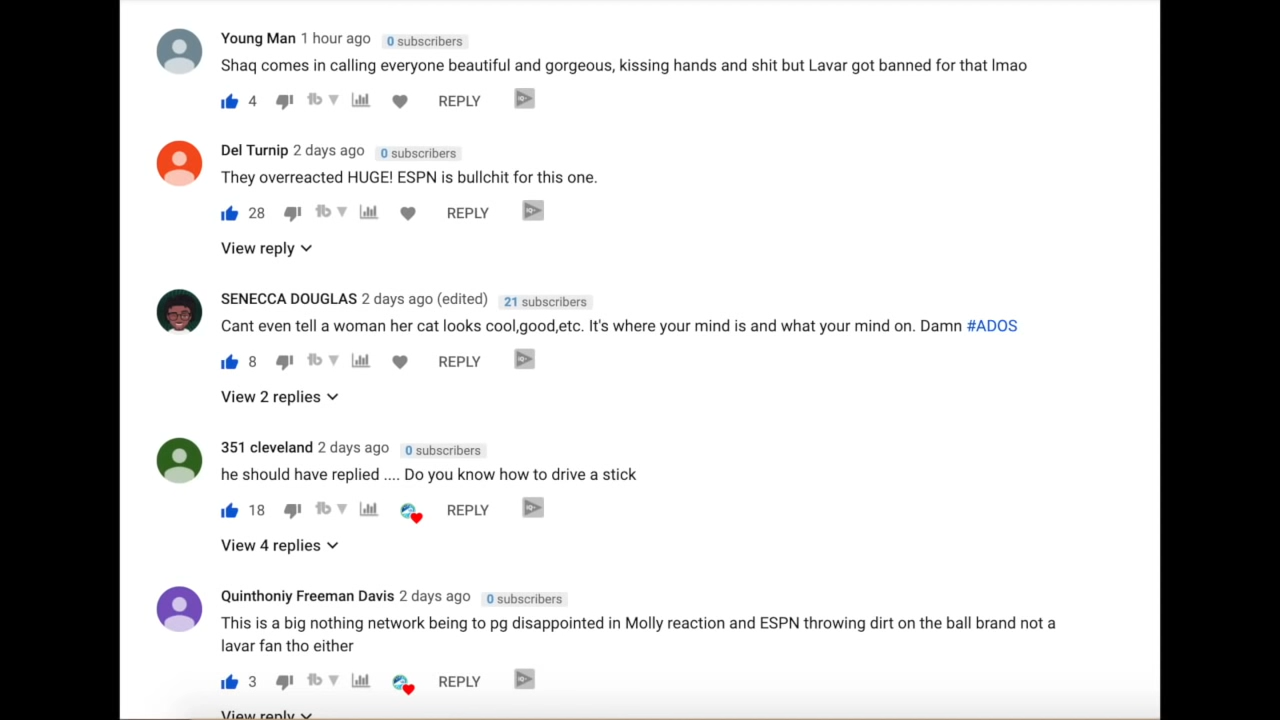 Young Man 1 hour ago 0 subscribers
Shaq comes in calling everyone beautiful and gorgeous, kissing hands and shit but Lavar got banned for that lmao
4 REPLY
Del Turnip 2 days ago 0 subscribers
They overreacted HUGE! ESPN is bullchit for this one.
28 REPLY
View reply
SENECCA DOUGLAS 2 days ago (edited) 21 subscribers
Cant even tell a woman her cat looks cool,good,etc. It's where your mind is and what your mind on. Damn #ADOS
8 REPLY
View 2 replies
351 cleveland 2 days ago 0 subscribers
he should have replied .... Do you know how to drive a stick
18 REPLY
View 4 replies
Quinthoniy Freeman Davis 2 days ago 0 subscribers
This is a big nothing network being to pg disappointed in Molly reaction and ESPN throwing dirt on the ball brand not a
lavar fan tho either
3 REPLY
View reply